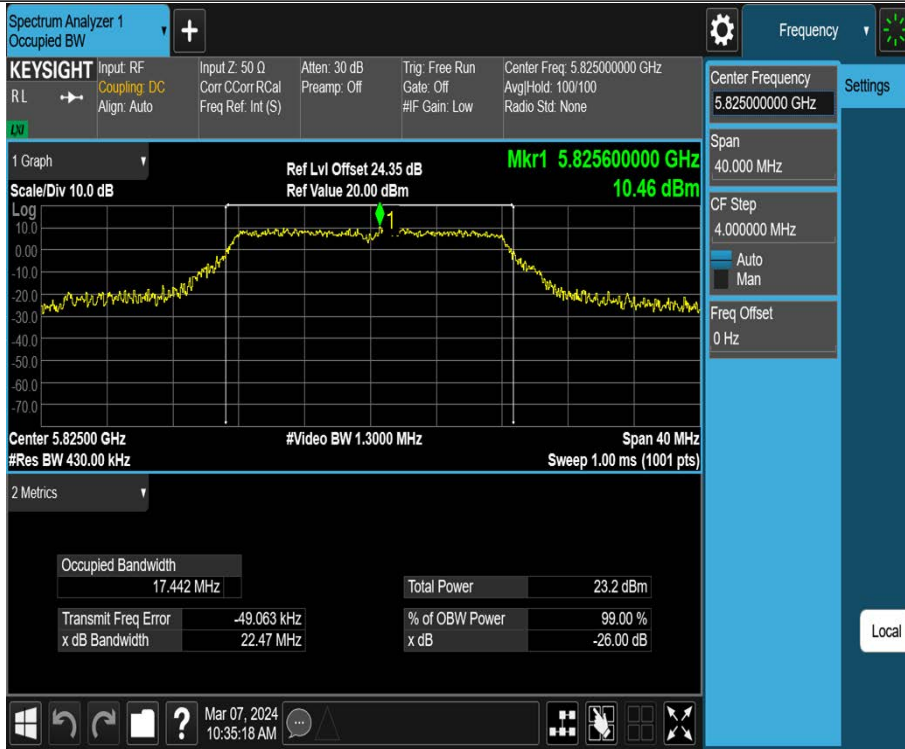 Spectrum Analyzer 1
Occupied BW
+
Frequency
KEYSIGHT
R L
LXI
Input: RF
Coupling: DC
Align: Auto
Input Z: 50 Ω
Corr CCorr RCal
Freq Ref: Int (S)
Atten: 30 dB
Preamp: Off
Trig: Free Run
Gate: Off
#IF Gain: Low
Center Freq: 5.825000000 GHz
Avg|Hold: 100/100
Radio Std: None
Center Frequency
5.825000000 GHz
Settings
Span
40.000 MHz
CF Step
4.000000 MHz
Auto
Man
Freq Offset
0 Hz
1 Graph
Scale/Div 10.0 dB
Ref Lvl Offset 24.35 dB
Ref Value 20.00 dBm
Mkr1 5.825600000 GHz
10.46 dBm
Log
10.0
0.00
-10.0
-20.0
-30.0
-40.0
-50.0
-60.0
-70.0
1
Center 5.82500 GHz
#Res BW 430.00 kHz
#Video BW 1.3000 MHz
Span 40 MHz
Sweep 1.00 ms (1001 pts)
2 Metrics
Occupied Bandwidth
17.442 MHz
Total Power 23.2 dBm
Transmit Freq Error -49.063 kHz
% of OBW Power 99.00 %
x dB Bandwidth 22.47 MHz
x dB -26.00 dB
Local
?
Mar 07, 2024
10:35:18 AM